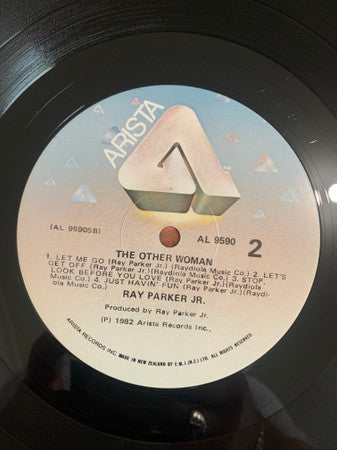 ARISTA
TM
(AL 9590SB)
AL 9590
2
THE OTHER WOMAN
1. LET ME GO (Ray Parker Jr.) (Raydiola Music Co.) 2. LET'S
GET OFF (Ray Parker Jr.)(Raydiola Music Co.) 3. STOP,
LOOK BEFORE YOU LOVE (Ray Parker Jr.)(Raydiola
Music Co.) 4. JUST HAVIN' FUN (Ray Parker Jr.)(Raydi-
ola Music Co.)
RAY PARKER JR.
Produced by Ray Parker Jr.
(P) 1982 Arista Records Inc.,
ARISTA RECORDS INC. MADE IN NEW ZEALAND BY E.M.I (N.Z.) LTD. ALL RIGHTS RESERVED.